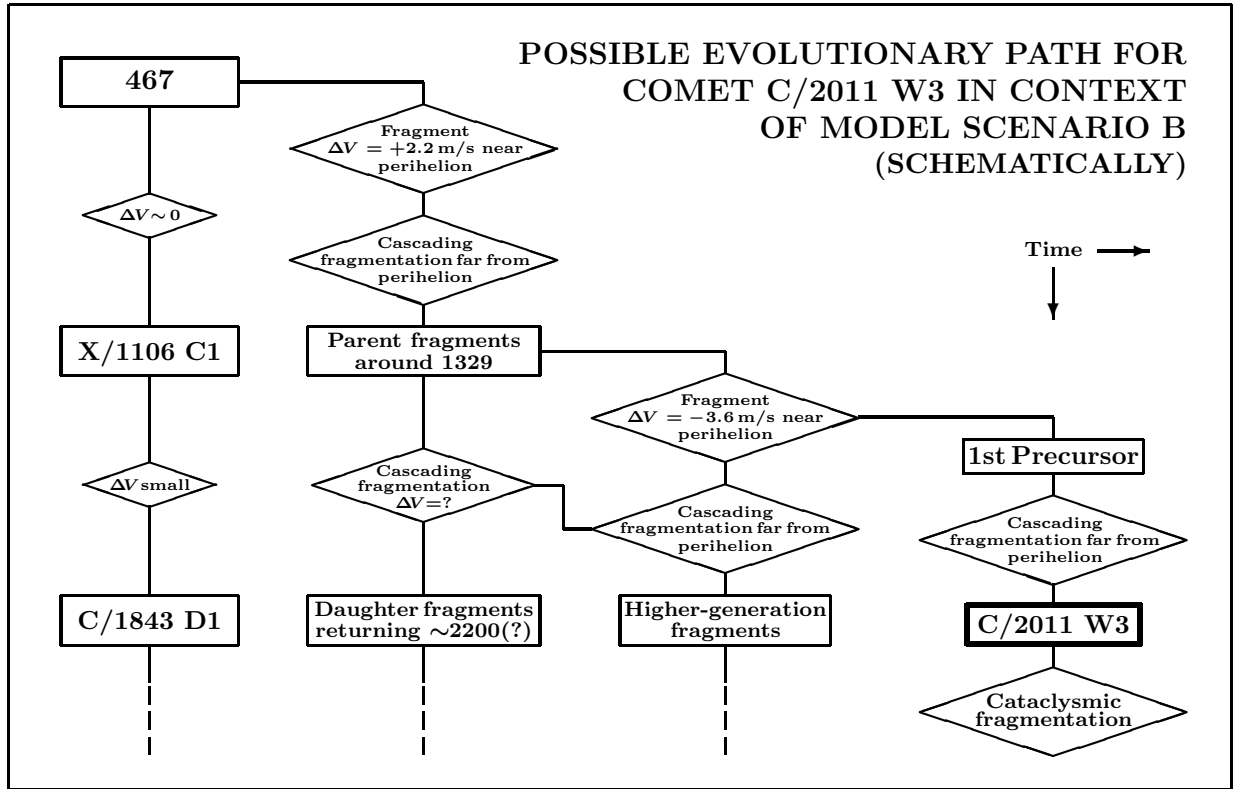 POSSIBLE EVOLUTIONARY PATH FOR
COMET C/2011 W3 IN CONTEXT
OF MODEL SCENARIO B
(SCHEMATICALLY)
467
Fragment
ΔV = +2.2 m/s near
perihelion
ΔV ~ 0
Cascading
fragmentation far from
perihelion
Time
X/1106 C1
Parent fragments
around 1329
Fragment
ΔV = −3.6 m/s near
perihelion
1st Precursor
ΔV small
Cascading
fragmentation
ΔV=?
Cascading
fragmentation far from
perihelion
Cascading
fragmentation far from
perihelion
C/1843 D1
Daughter fragments
returning ~2200(?)
Higher-generation
fragments
C/2011 W3
Cataclysmic
fragmentation